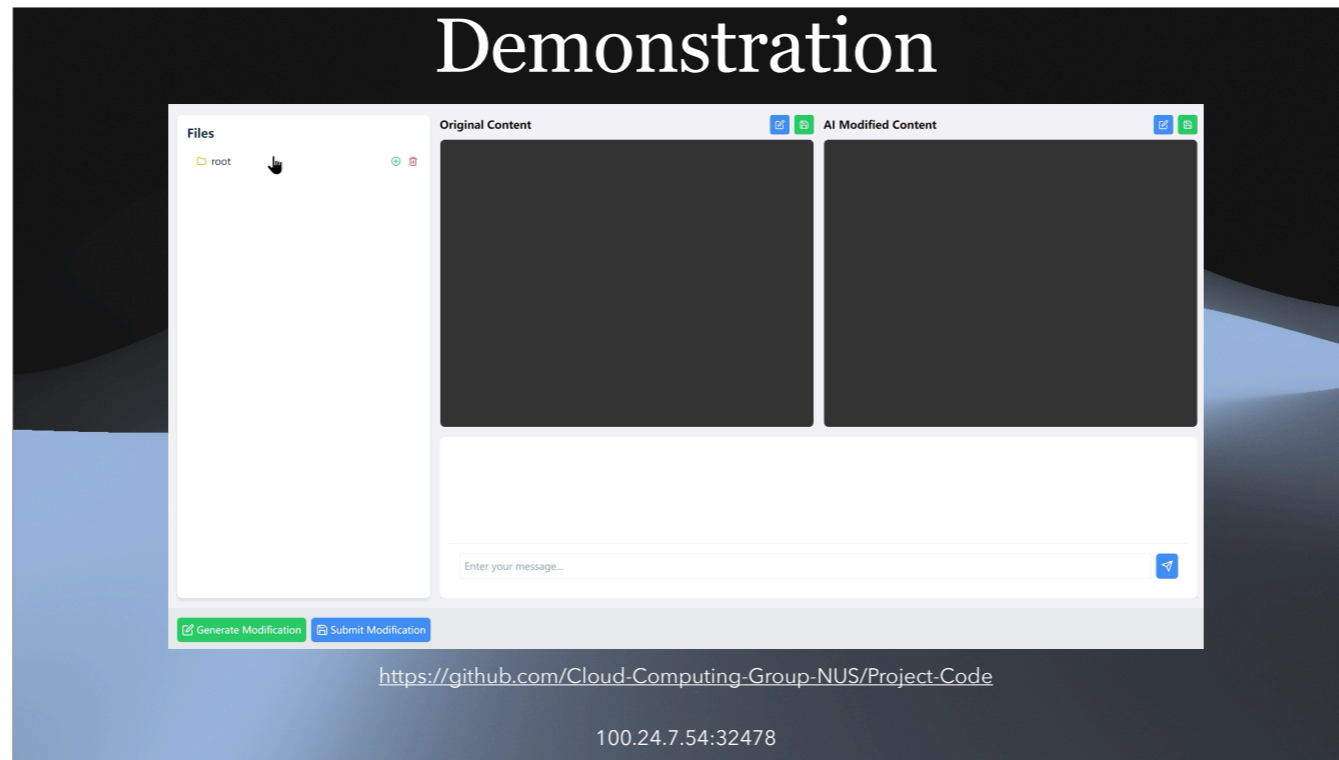 Demonstration
Files
root
Original Content
AI Modified Content
Enter your message...
Generate Modification
Submit Modification
https://github.com/Cloud-Computing-Group-NUS/Project-Code
100.24.7.54:32478